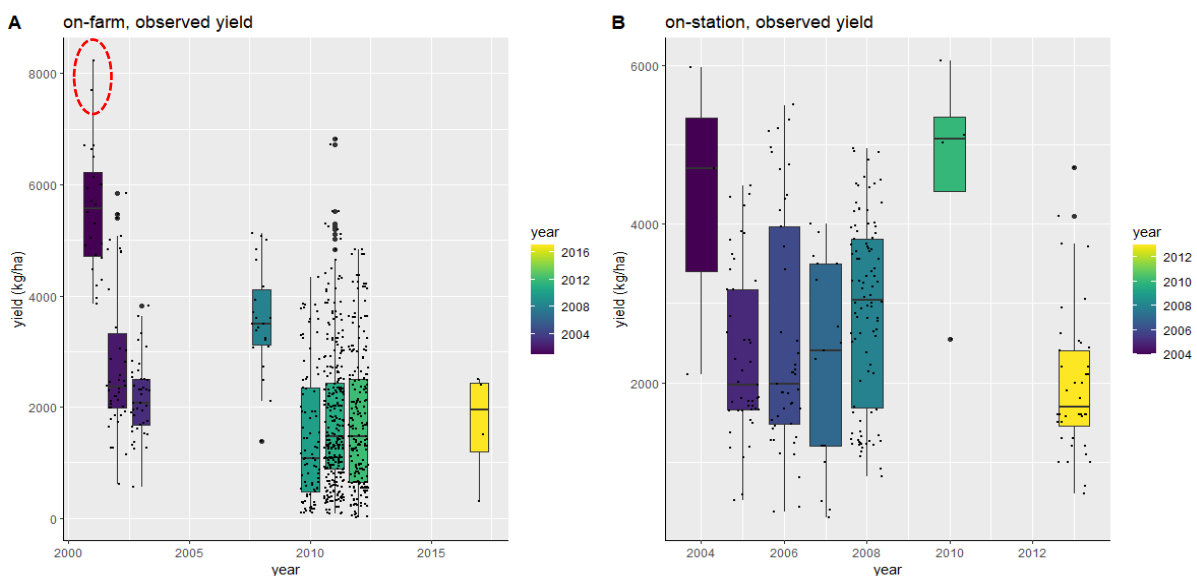 A
on-farm, observed yield
8000
6000
4000
2000
0
yield (kg/ha)
2000
2005
2010
2015
year
year
2016
2012
2008
2004
B
on-station, observed yield
6000
4000
2000
yield (kg/ha)
2004
2006
2008
2010
2012
year
year
2012
2010
2008
2006
2004